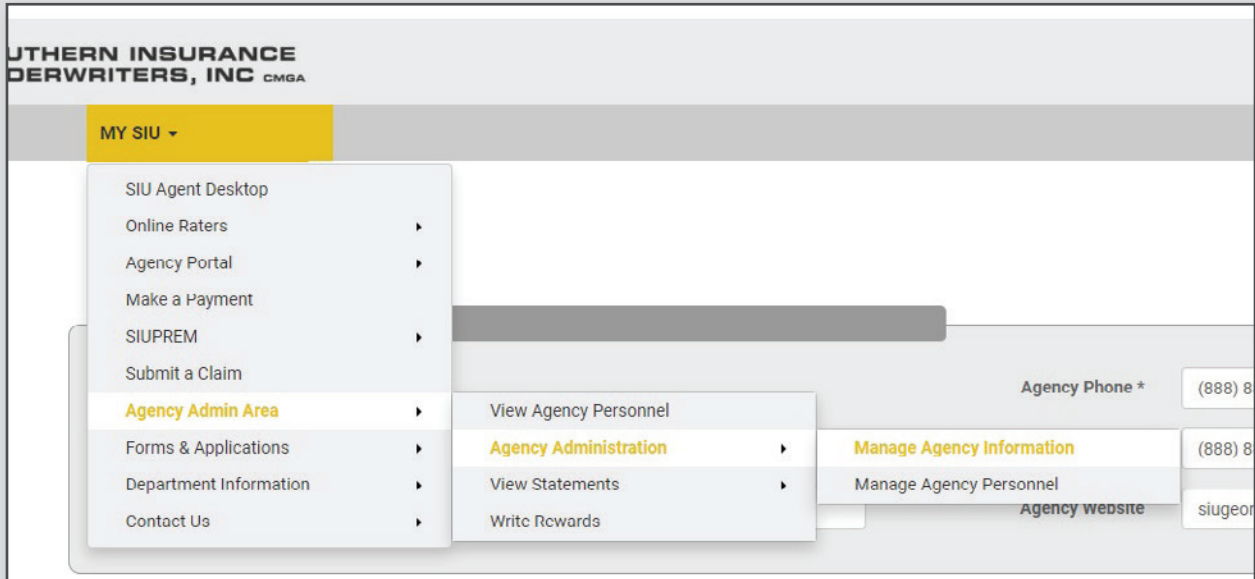 UTHERN INSURANCE
DERWRITERS, INC CMGA
MY SIU
SIU Agent Desktop
Online Raters
Agency Portal
Make a Payment
SIUPREM
Submit a Claim
Agency Admin Area
Forms & Applications
Department Information
Contact Us
View Agency Personnel
Agency Administration
View Statements
Write Rewards
Manage Agency Information
Manage Agency Personnel
Agency Phone * (888) 8
(888) 8
Agency Website siugeor